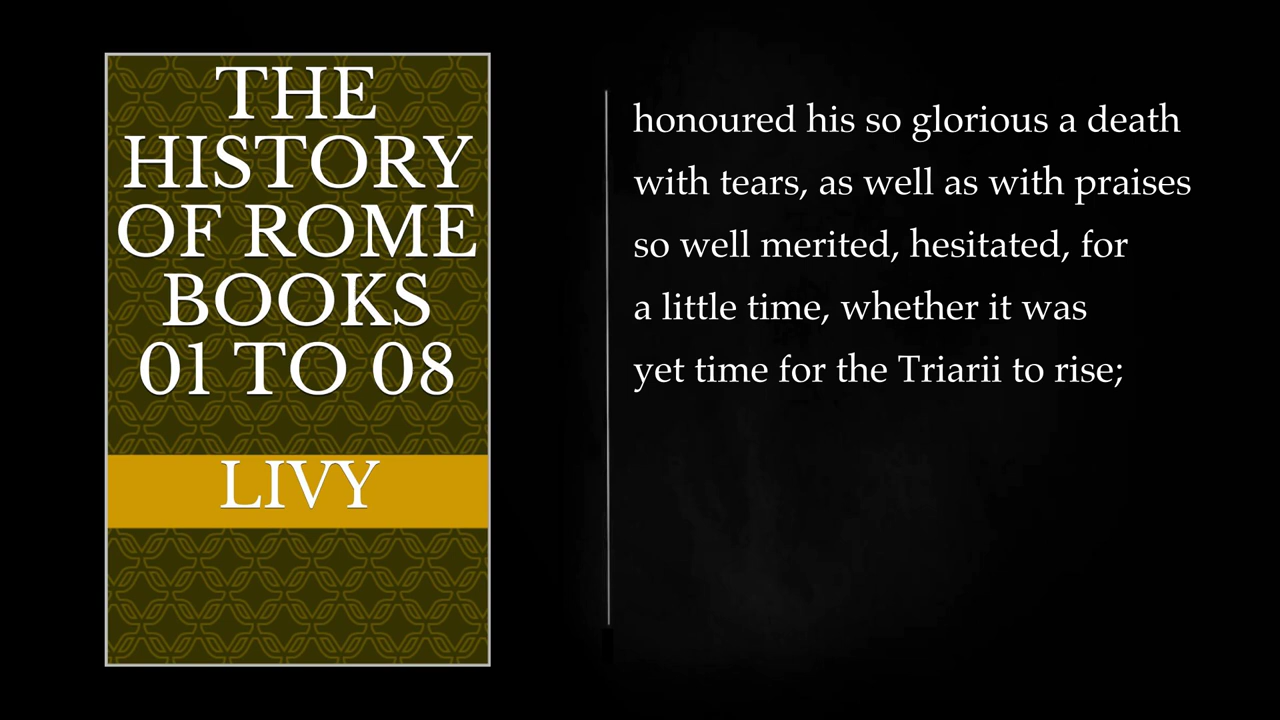 THE
HISTORY
OF ROME
BOOKS
01 TO 08
LIVY
honoured his so glorious a death
with tears, as well as with praises
so well merited, hesitated, for
a little time, whether it was
yet time for the Triarii to rise;